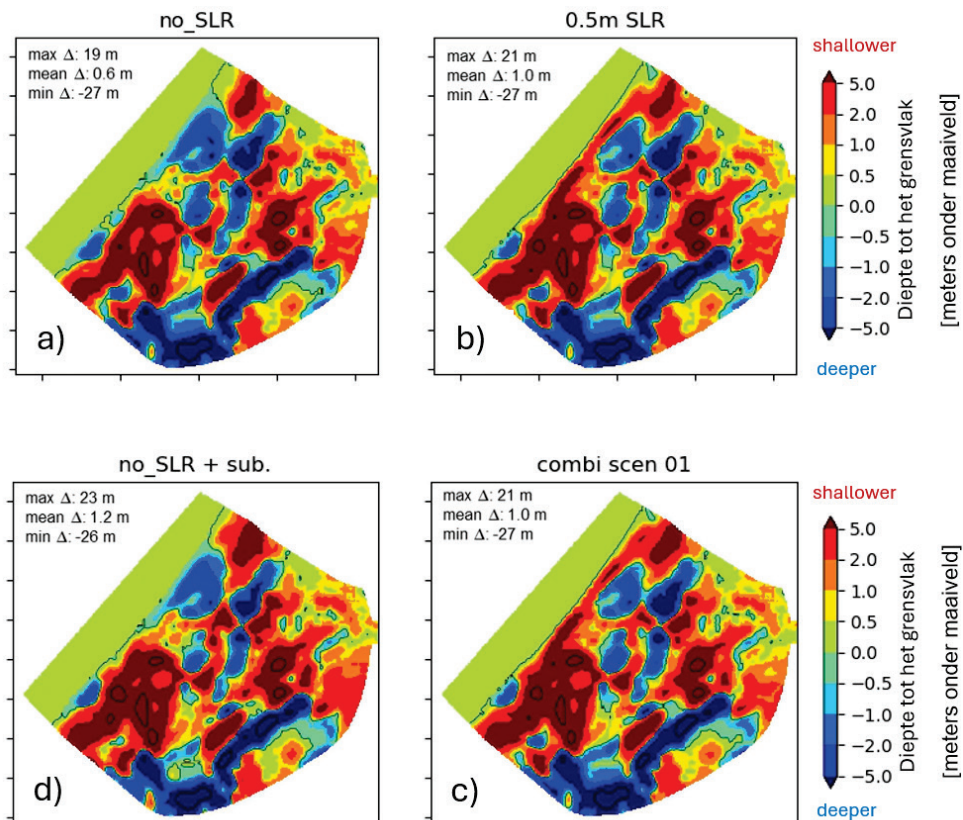 no_SLR
max Δ: 19 m
mean Δ: 0.6 m
min Δ: -27 m
a)
0.5m SLR
max Δ: 21 m
mean Δ: 1.0 m
min Δ: -27 m
b)
shallower
5.0
2.0
1.0
0.5
0.0
−0.5
−1.0
−2.0
−5.0
deeper
Diepte tot het grensvlak
[meters onder maaiveld]
no_SLR + sub.
max Δ: 23 m
mean Δ: 1.2 m
min Δ: -26 m
d)
combi scen 01
max Δ: 21 m
mean Δ: 1.0 m
min Δ: -27 m
c)
shallower
5.0
2.0
1.0
0.5
0.0
−0.5
−1.0
−2.0
−5.0
deeper
Diepte tot het grensvlak
[meters onder maaiveld]